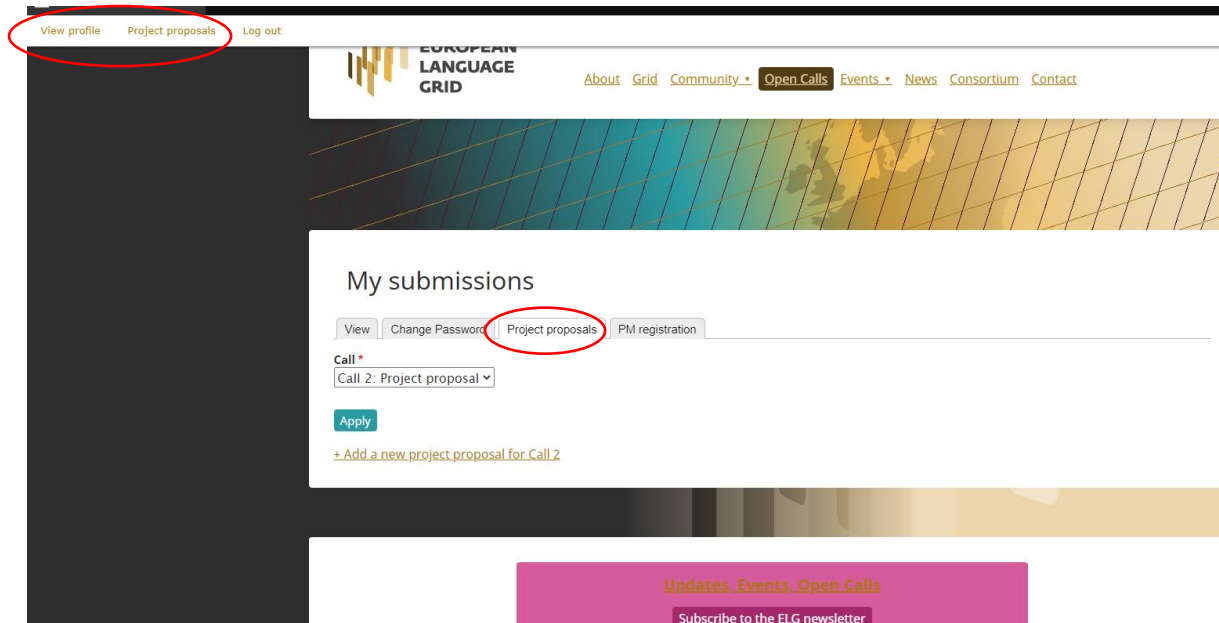 View profile Project proposals Log out
EUROPEAN
LANGUAGE
GRID
About Grid Community Open Calls Events News Consortium Contact
My submissions
View Change Password Project proposals PM registration
Call *
Call 2: Project proposal
Apply
+ Add a new project proposal for Call 2
Updates, Events, Open Calls
Subscribe to the ELG newsletter